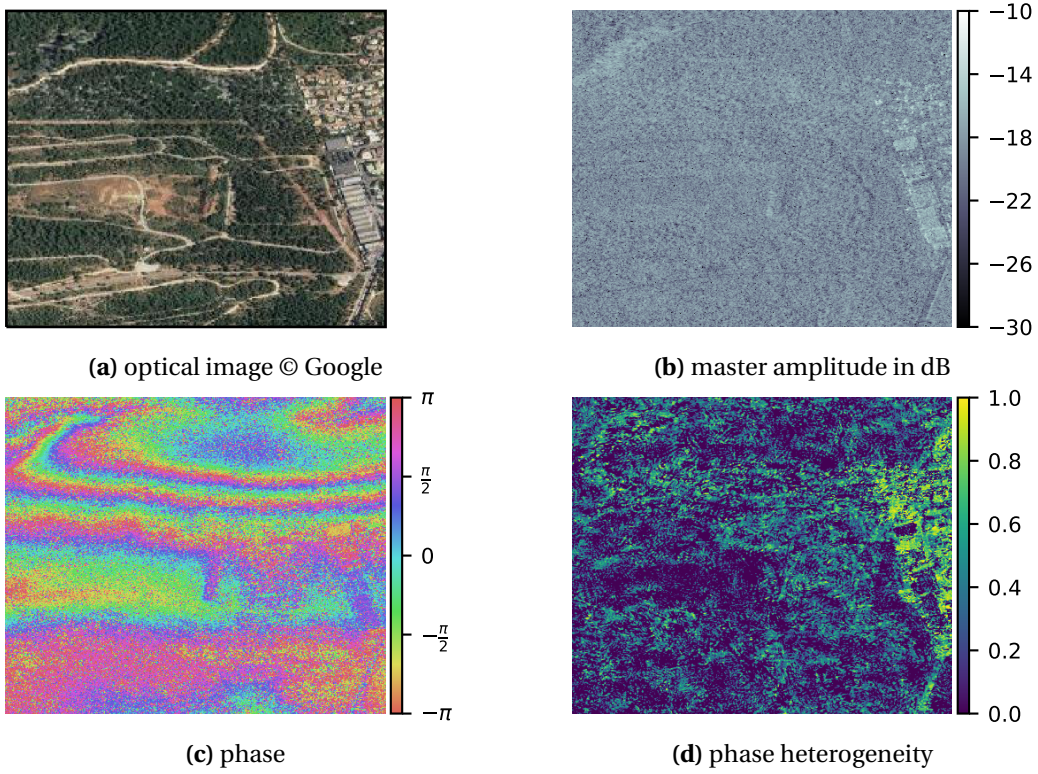 −10
−14
−18
−22
−26
−30
(a) optical image © Google
(b) master amplitude in dB
π
π/2
0
−π/2
−π
1.0
0.8
0.6
0.4
0.2
0.0
(c) phase
(d) phase heterogeneity